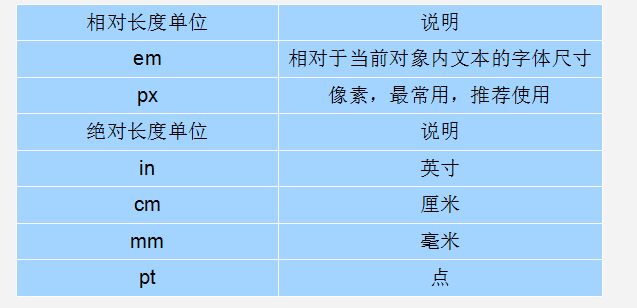 相对长度单位 说明
em 相对于当前对象内文本的字体尺寸
px 像素，最常用，推荐使用
绝对长度单位 说明
in 英寸
cm 厘米
mm 毫米
pt 点